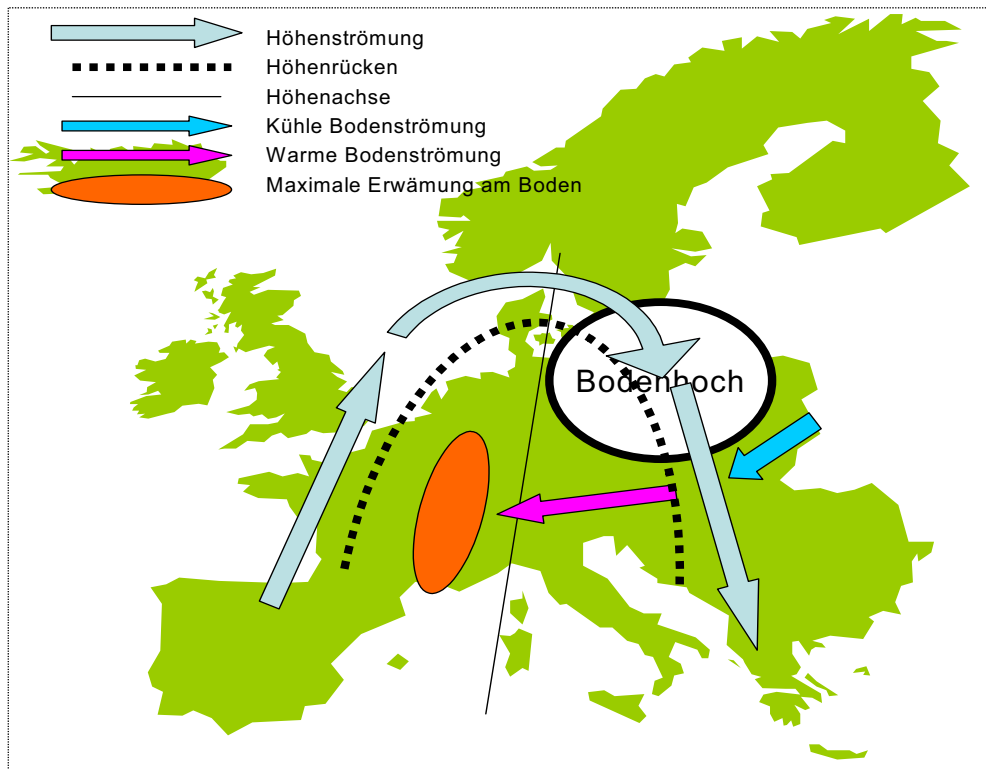 Höhenströmung
Höhenrücken
Höhenachse
Kühle Bodenströmung
Warme Bodenströmung
Maximale Erwämung am Boden
Bodenhoch